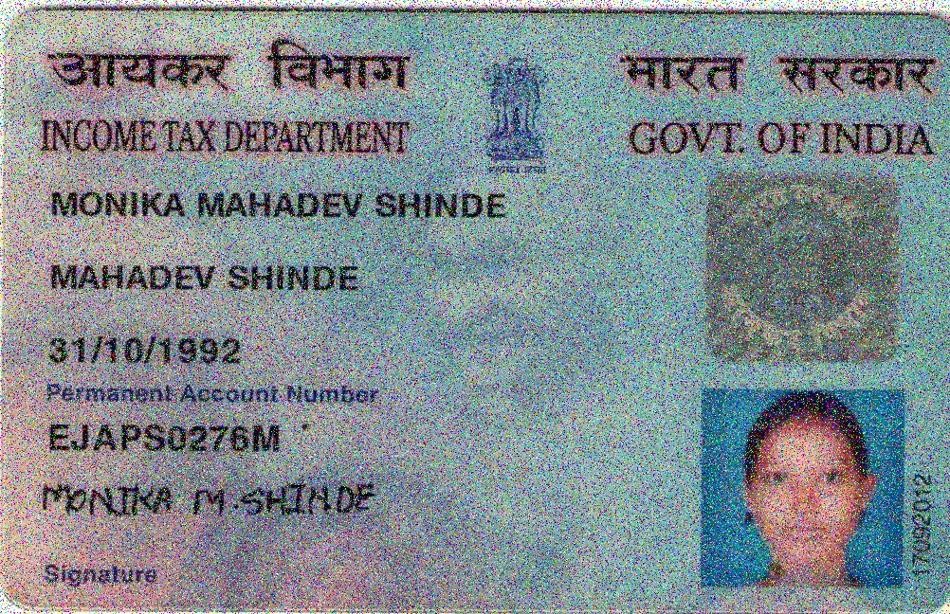 आयकर विभाग
भारत सरकार
INCOME TAX DEPARTMENT
GOVT. OF INDIA
MONIKA MAHADEV SHINDE
MAHADEV SHINDE
31/10/1992
Permanent Account Number
EJAPS0276M
MONIKA M.SHINDE
Signature
17092012